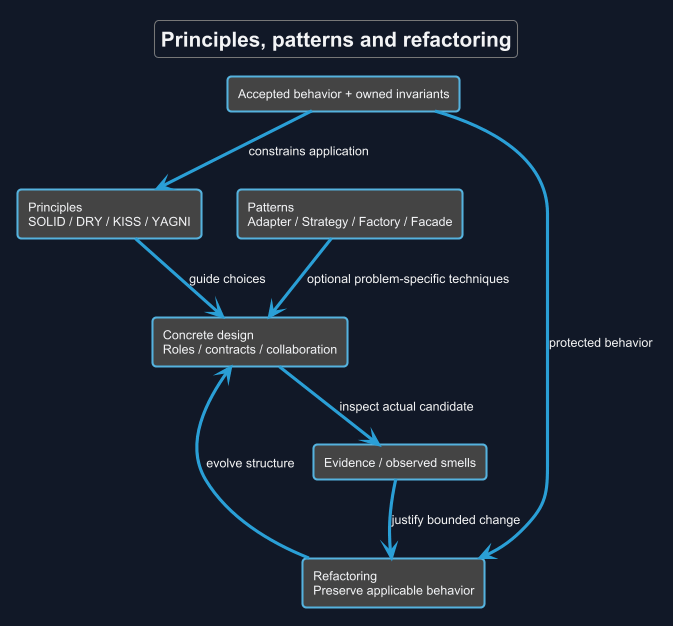 Principles, patterns and refactoring
Accepted behavior + owned invariants
constrains application
Principles
SOLID / DRY / KISS / YAGNI
Patterns
Adapter / Strategy / Factory / Facade
guide choices
optional problem-specific techniques
Concrete design
Roles / contracts / collaboration
protected behavior
inspect actual candidate
evolve structure
Evidence / observed smells
justify bounded change
Refactoring
Preserve applicable behavior